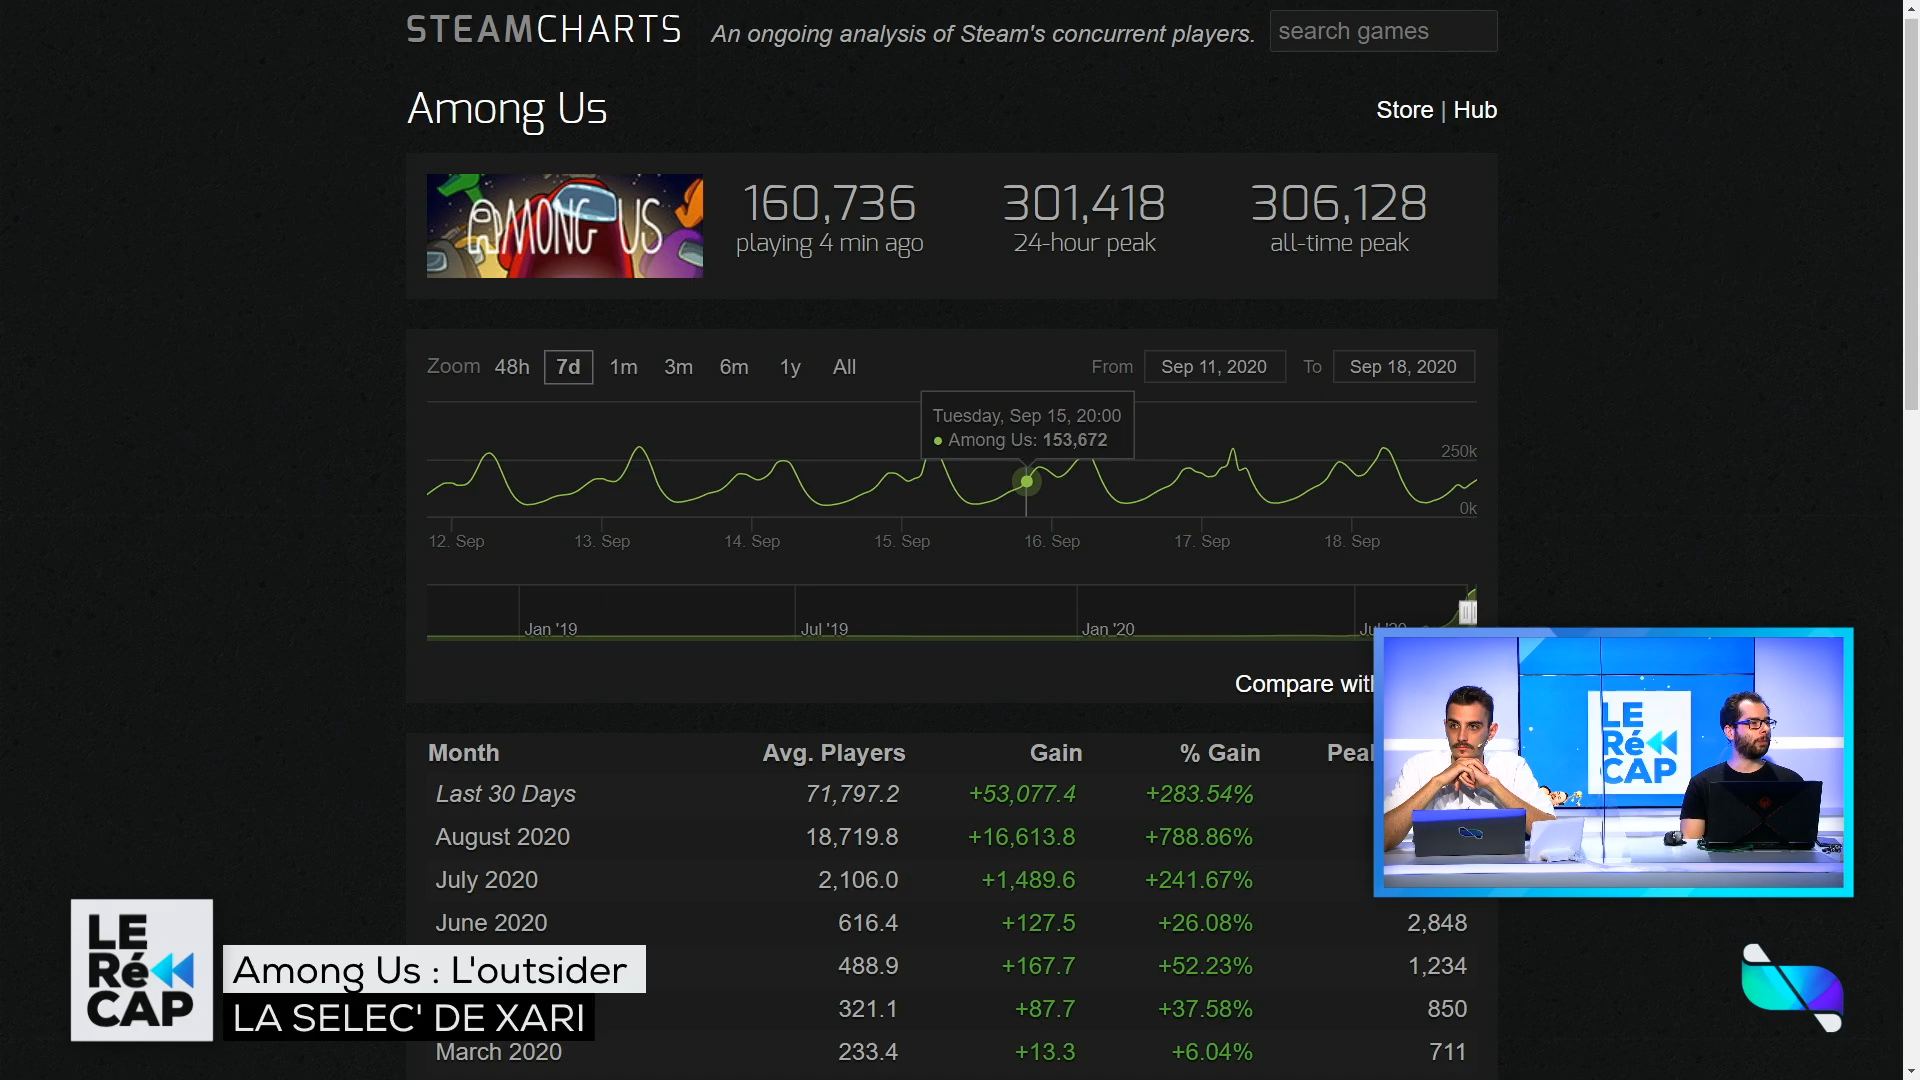 STEAMCHARTS An ongoing analysis of Steam's concurrent players. search games
Among Us Store | Hub
AMONG US
160,736 301,418 306,128
playing 4 min ago 24-hour peak all-time peak
Zoom 48h 7d 1m 3m 6m 1y All From Sep 11, 2020 To Sep 18, 2020
Tuesday, Sep 15, 20:00
Among Us: 153,672
250k
0k
12. Sep 13. Sep 14. Sep 15. Sep 16. Sep 17. Sep 18. Sep
Jan '19 Jul '19 Jan '20 Jul '20
Compare with
Month Avg. Players Gain % Gain Peak
Last 30 Days 71,797.2 +53,077.4 +283.54%
August 2020 18,719.8 +16,613.8 +788.86%
July 2020 2,106.0 +1,489.6 +241.67%
June 2020 616.4 +127.5 +26.08% 2,848
488.9 +167.7 +52.23% 1,234
321.1 +87.7 +37.58% 850
March 2020 233.4 +13.3 +6.04% 711
LE
Ré
CAP
LE
Ré
CAP
Among Us : L'outsider
LA SELEC' DE XARI